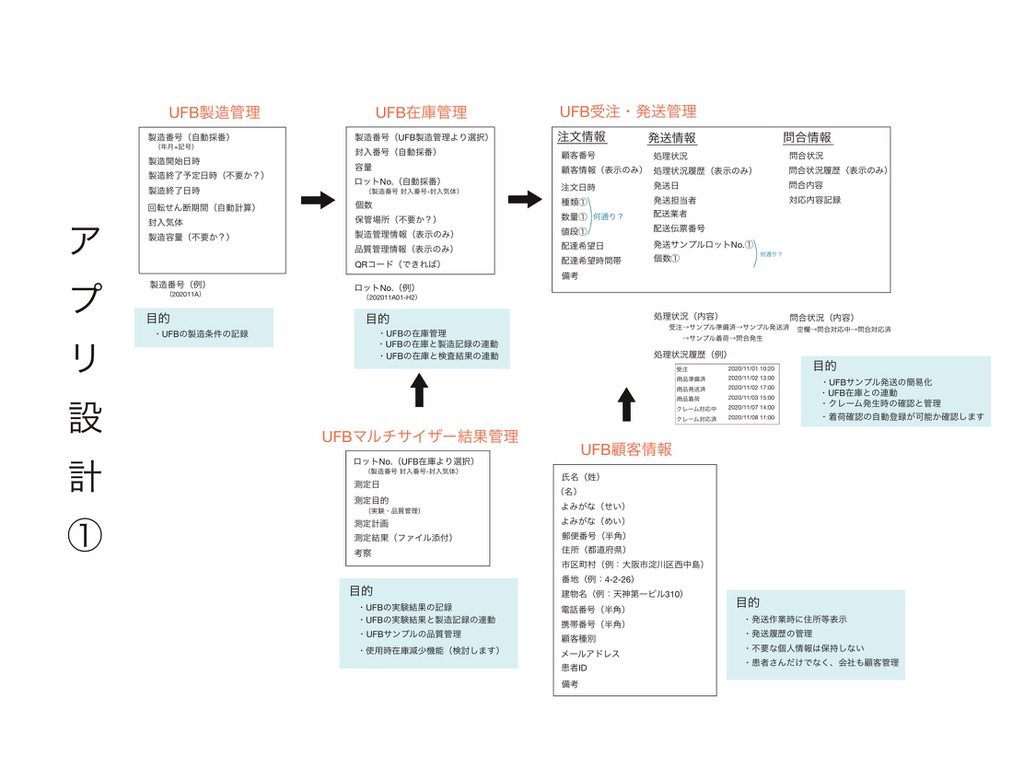 アプリ設計①
UFB製造管理
製造番号（自動採番）
（年月+記号）
製造開始日時
製造終了予定日時（不要か？）
製造終了日時
回転せん断期間（自動計算）
封入気体
製造容量（不要か？）
製造番号（例）
（202011A）
目的
・UFBの製造条件の記録
UFB在庫管理
製造番号（UFB製造管理より選択）
封入番号（自動採番）
容量
ロットNo.（自動採番）
（製造番号 封入番号-封入気体）
個数
保管場所（不要か？）
製造管理情報（表示のみ）
品質管理情報（表示のみ）
QRコード（できれば）
ロットNo.（例）
（202011A01-H2）
目的
・UFBの在庫管理
・UFBの在庫と製造記録の連動
・UFBの在庫と検査結果の連動
UFBマルチサイザー結果管理
ロットNo.（UFB在庫より選択）
（製造番号 封入番号-封入気体）
測定日
測定目的
（実験・品質管理）
測定計画
測定結果（ファイル添付）
考察
目的
・UFBの実験結果の記録
・UFBの実験結果と製造記録の連動
・UFBサンプルの品質管理
・使用時在庫減少機能（検討します）
UFB受注・発送管理
注文情報
顧客番号
顧客情報（表示のみ）
注文日時
種類①
数量①
値段①
何通り？
配達希望日
配達希望時間帯
備考
発送情報
処理状況
処理状況履歴（表示のみ）
発送日
発送担当者
配送業者
配送伝票番号
発送サンプルロットNo.①
個数①
何通り？
問合情報
問合状況
問合状況履歴（表示のみ）
問合内容
対応内容記録
処理状況（内容）
受注→サンプル準備済→サンプル発送済
→サンプル着荷→問合発生
問合状況（内容）
空欄→問合対応中→問合対応済
処理状況履歴（例）
受注 2020/11/01 10:20
商品準備済 2020/11/02 13:00
商品発送済 2020/11/02 17:00
商品着荷 2020/11/03 15:00
クレーム対応中 2020/11/07 14:00
クレーム対応済 2020/11/08 11:00
目的
・UFBサンプル発送の簡易化
・UFB在庫との連動
・クレーム発生時の確認と管理
・着荷確認の自動登録が可能か確認します
UFB顧客情報
氏名（姓）
（名）
よみがな（せい）
よみがな（めい）
郵便番号（半角）
住所（都道府県）
市区町村（例：大阪市淀川区西中島）
番地（例：4-2-26）
建物名（例：天神第一ビル310）
電話番号（半角）
携帯番号（半角）
顧客種別
メールアドレス
患者ID
備考
目的
・発送作業時に住所等表示
・発送履歴の管理
・不要な個人情報は保持しない
・患者さんだけでなく、会社も顧客管理